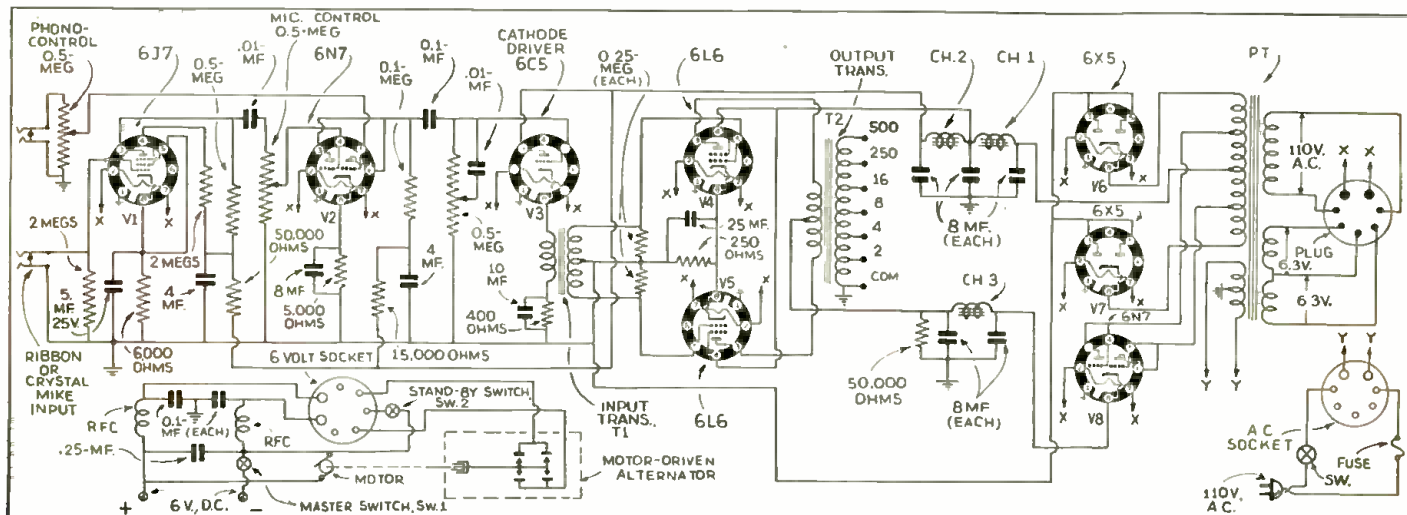 PHONO-
CONTROL
0.5-
MEG
6J7
0.5-
MEG
.01-
MF.
MIC. CONTROL
0.5-MEG
6N7
0.1-
MEG
0.1-
MF.
.01-
MF.
CATHODE
DRIVER
6C5
0.25-
MEG
(EACH)
6L6
OUTPUT
TRANS.
T2
CH.2
CH 1
6X5
PT
500
250
16
8
4
2
COM
110V.
A.C.
X
X
V1
X
X
V2
X
X
V3
X
X
V4
X
X
V6
X
6X5
8
MF.
(EACH)
2 MEGS
2 MEGS
50,000
OHMS
8 MF.
5,000
OHMS
4
MF.
0.5-
MEG
10
MF
400
OHMS
25 MF.
250
OHMS
V5
X
X
CH 3
X
V7
6N7
PLUG
6.3V.
6.3V.
5.
MF.
25V.
4
MF.
6000
OHMS
6 VOLT SOCKET
15,000 OHMS
RIBBON
OR
CRYSTAL
MIKE
INPUT
INPUT
TRANS.,
T1
6L6
50,000
OHMS
8 MF
(EACH)
X
X
V8
Y
Y
Y
Y
RFC
0.1-
MF (EACH)
RFC
STAND-BY SWITCH
SW.2
.25-MF.
MOTOR
MOTOR-DRIVEN
ALTERNATOR
+
6 V., D.C.
-
MASTER SWITCH, SW.1
A C
SOCKET
SW.
FUSE
110V,
A.C.